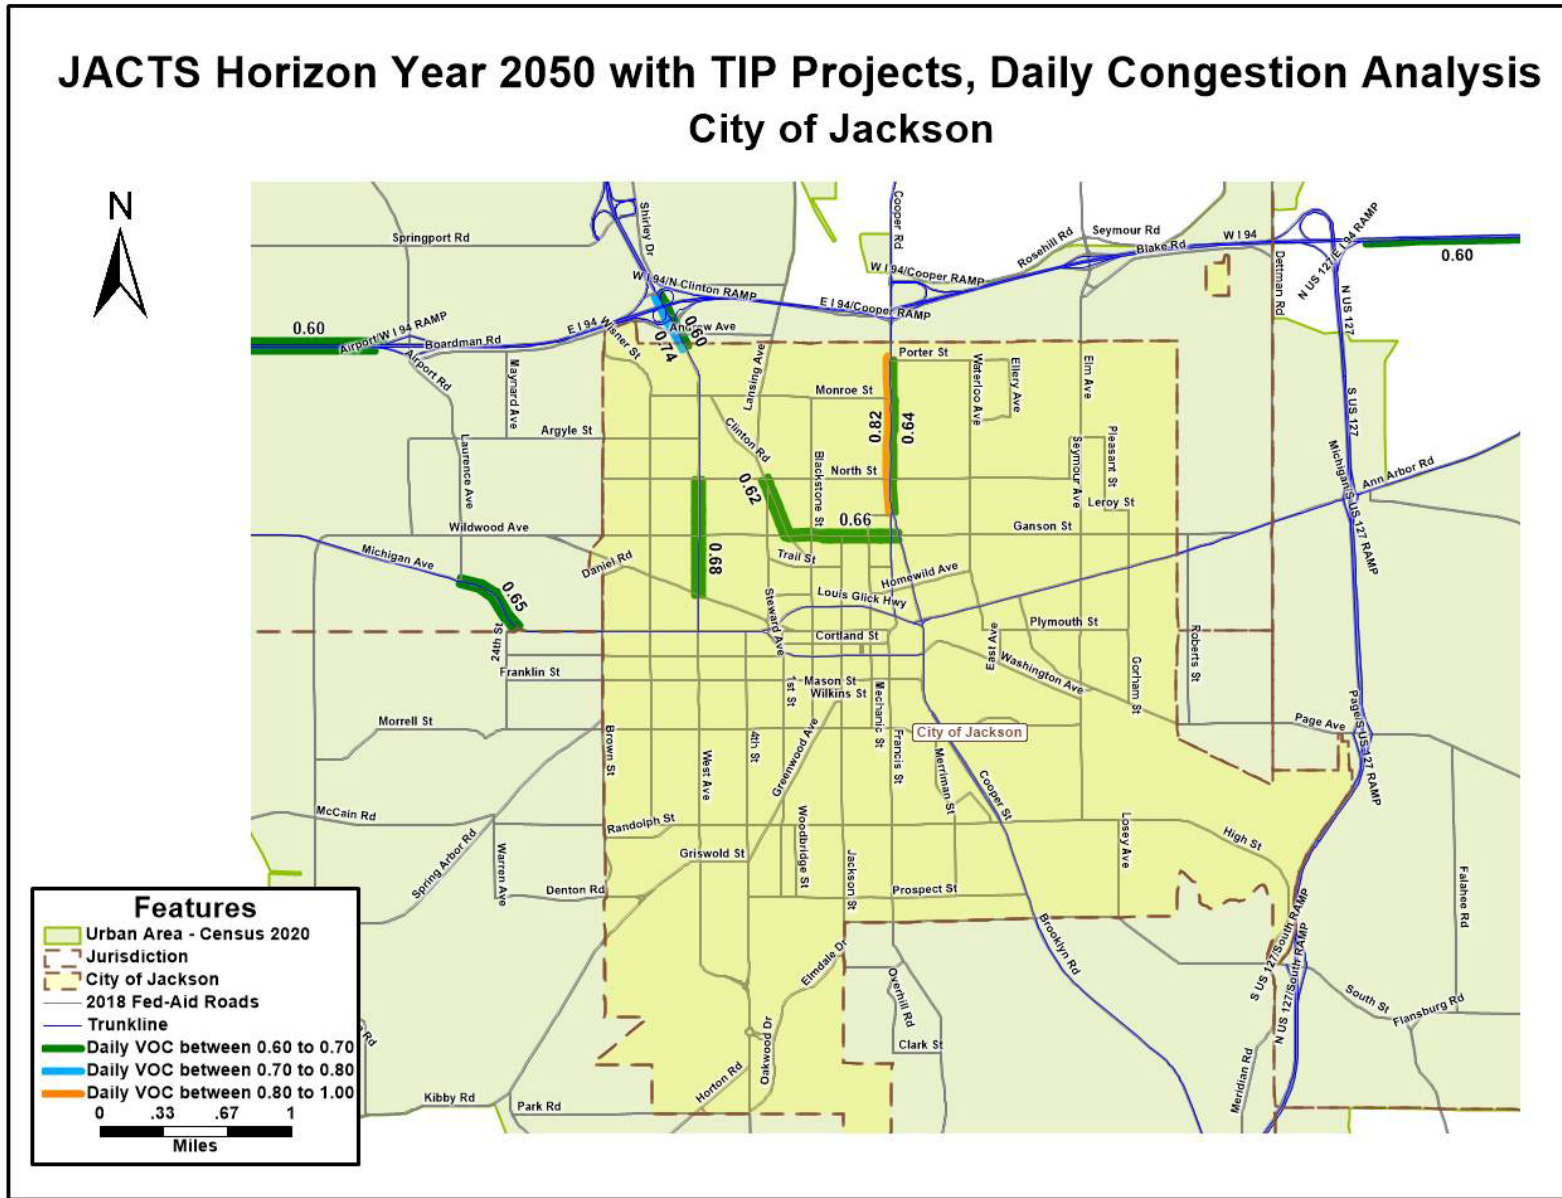 JACTS Horizon Year 2050 with TIP Projects, Daily Congestion Analysis
City of Jackson
N
Springport Rd
Shirley Dr
Cooper Rd
Rosehill Rd
Seymour Rd
Blake Rd
W I 94
N US 127/E I 94 RAMP
0.60
Dettman Rd
N US 127
W I 94/N Clinton RAMP
W I 94/Cooper RAMP
E I 94/Cooper RAMP
0.60
Airport/W I 94 RAMP
Boardman Rd
E I 94
Wisner St
Andrew Ave
0.60
0.74
Airport Rd
Maynard Ave
Lansing Ave
Porter St
Waterloo Ave
Ellery Ave
Elm Ave
S US 127
Monroe St
0.82
0.64
Argyle St
Clinton Rd
Laurence Ave
Blackstone St
North St
Seymour Ave
Pleasant St
Leroy St
Michigan/S US 127 RAMP
Ann Arbor Rd
S US 127 RAMP
0.62
0.66
Wildwood Ave
Ganson St
Michigan Ave
Daniel Rd
0.68
Trail St
Homewild Ave
0.65
Steward Ave
Louis Glick Hwy
Cortland St
24th St
East Ave
Plymouth St
Roberts St
Franklin St
1st St
Mason St
Wilkins St
Mechanic St
Washington Ave
Gorham St
Morrell St
Brown St
West Ave
4th St
Greenwood Ave
Francis St
City of Jackson
Merriman St
Cooper St
Page Ave
Page/S US 127 RAMP
McCain Rd
Spring Arbor Rd
Warren Ave
Randolph St
Griswold St
Woodbridge St
Jackson St
Losey Ave
High St
Denton Rd
Prospect St
Falahee Rd
Brooklyn Rd
Elmdale Dr
Overhill Rd
S US 127/South RAMP
N US 127/South RAMP
South St
Flansburg Rd
Oakwood Dr
Clark St
Horton Rd
Meridian Rd
Kibby Rd
Park Rd
Rd
Features
Urban Area - Census 2020
Jurisdiction
City of Jackson
2018 Fed-Aid Roads
Trunkline
Daily VOC between 0.60 to 0.70
Daily VOC between 0.70 to 0.80
Daily VOC between 0.80 to 1.00
0 .33 .67 1
Miles